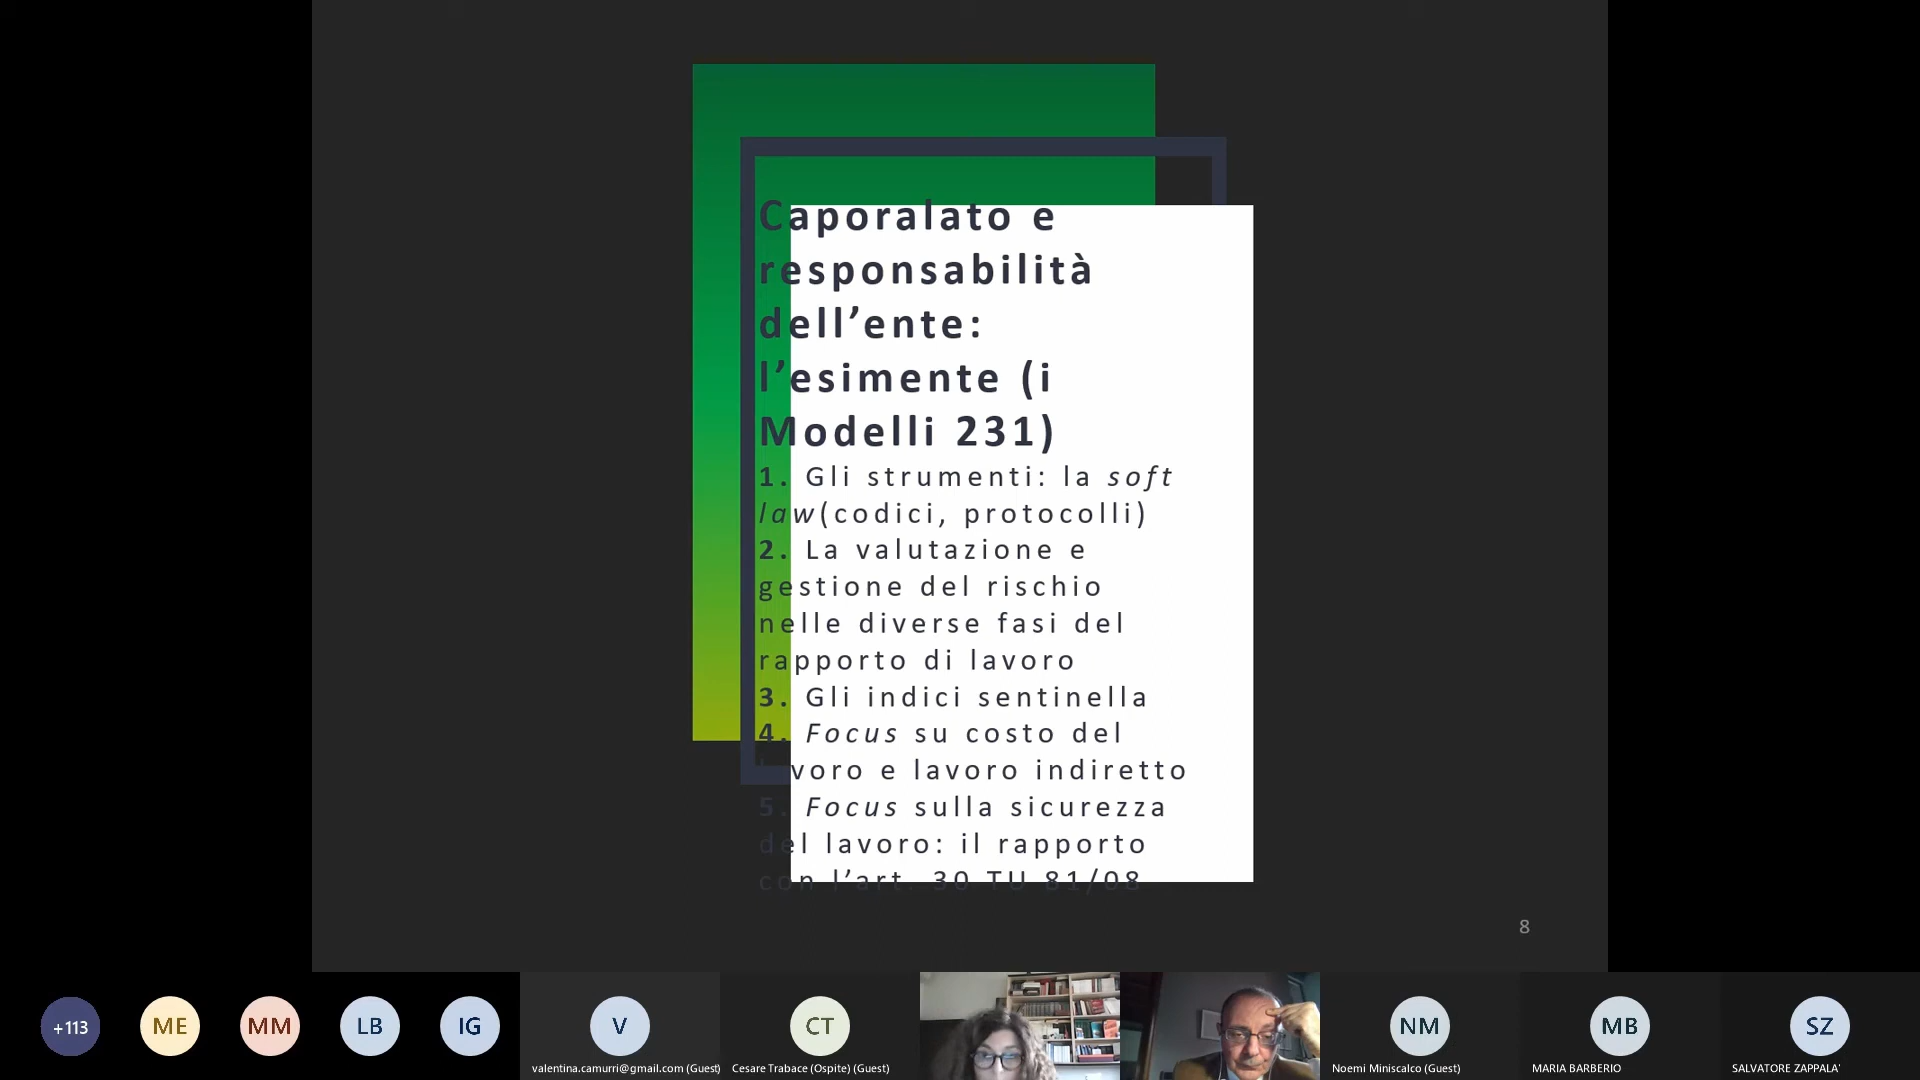 Caporalato e
responsabilità
dell’ente:
l’esimente (i
Modelli 231)
1. Gli strumenti: la soft
law(codici, protocolli)
2. La valutazione e
gestione del rischio
nelle diverse fasi del
rapporto di lavoro
3. Gli indici sentinella
4. Focus su costo del
lavoro e lavoro indiretto
5. Focus sulla sicurezza
del lavoro: il rapporto
con l’art. 30 TU 81/08
8
+113
ME
MM
LB
IG
V
CT
NM
MB
SZ
valentina.camurri@gmail.com (Guest)
Cesare Trabace (Ospite) (Guest)
Noemi Miniscalco (Guest)
MARIA BARBERIO
SALVATORE ZAPPALA'